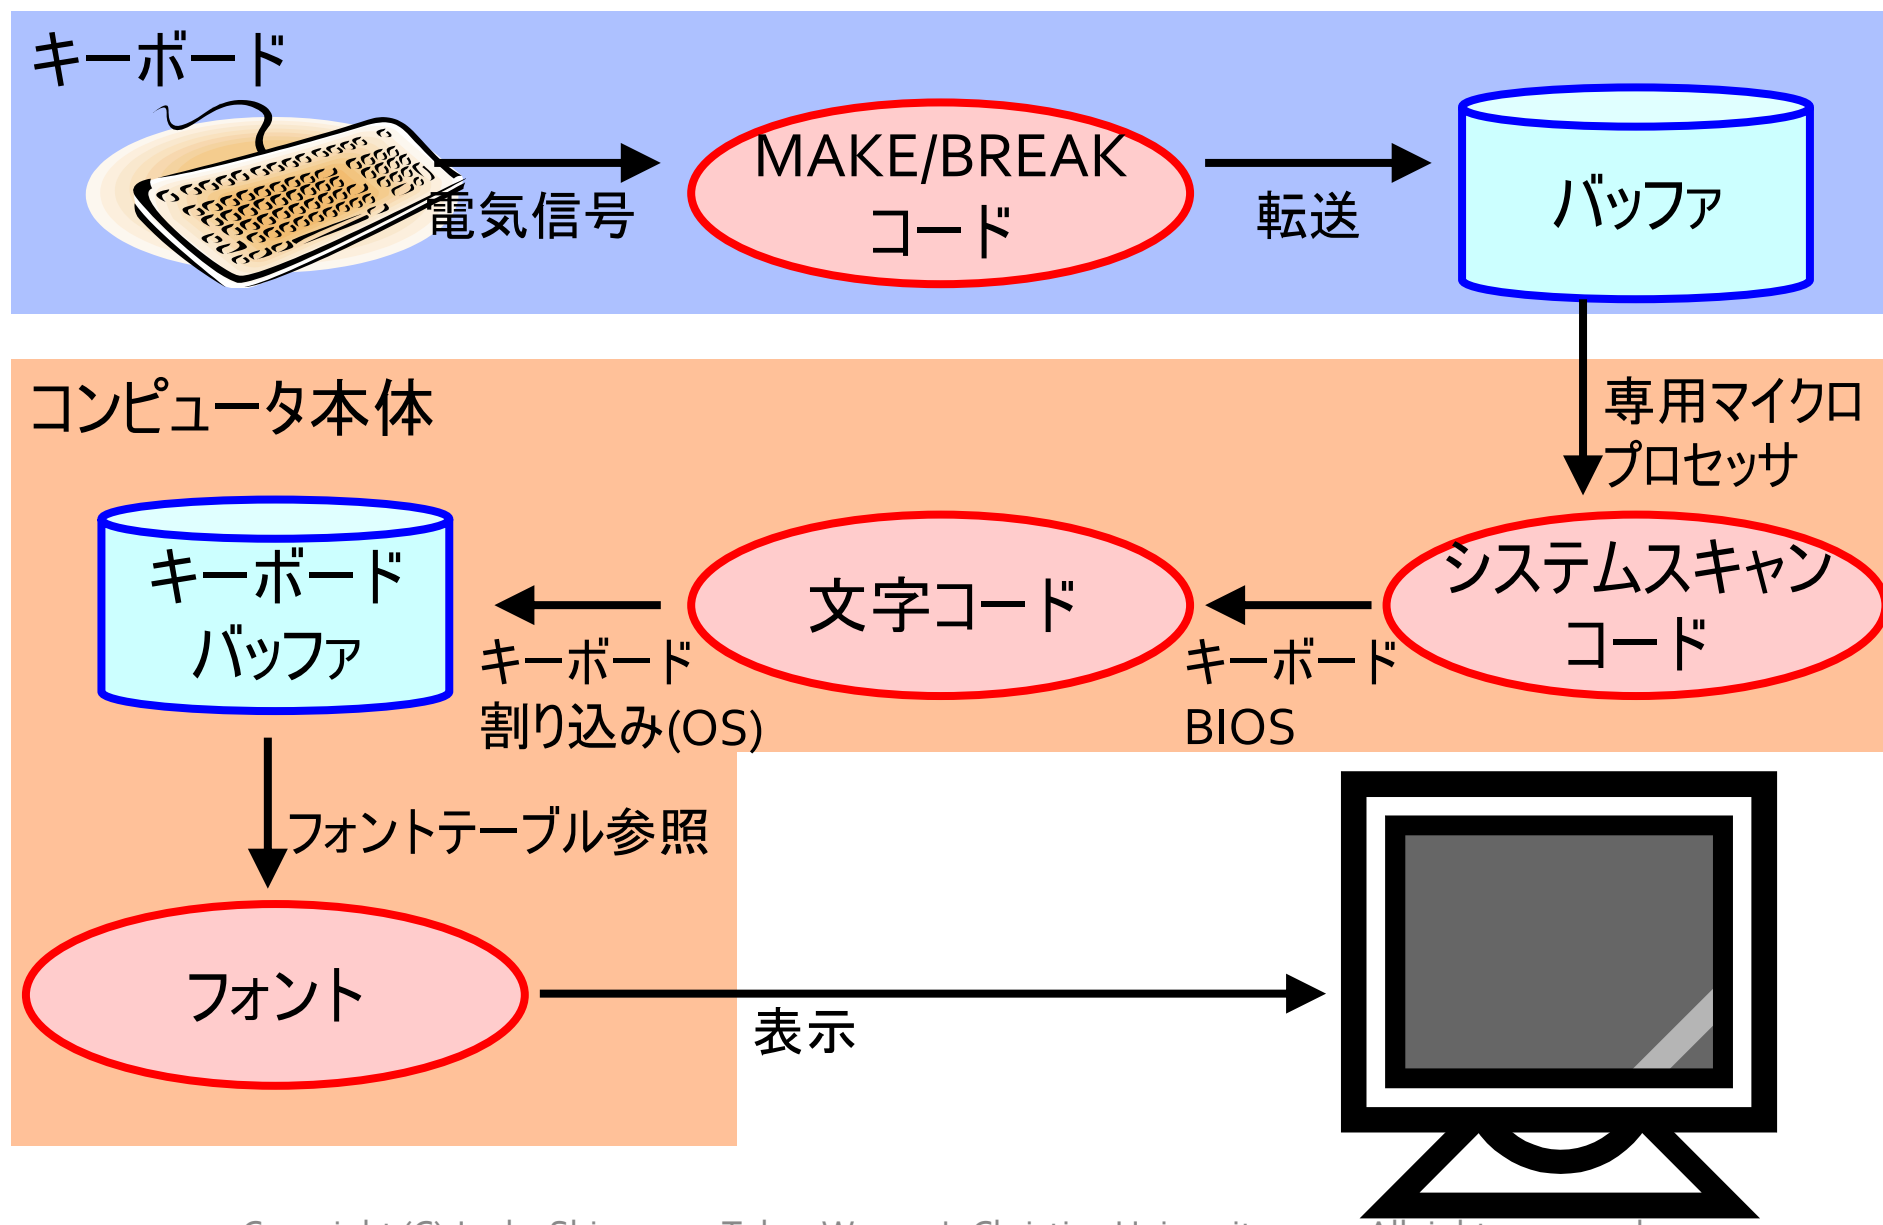 キーボード
電気信号
MAKE/BREAK
コード
転送
バッファ
コンピュータ本体
専用マイクロ
プロセッサ
システムスキャン
コード
キーボード
BIOS
文字コード
キーボード
割り込み(OS)
キーボード
バッファ
フォントテーブル参照
フォント
表示